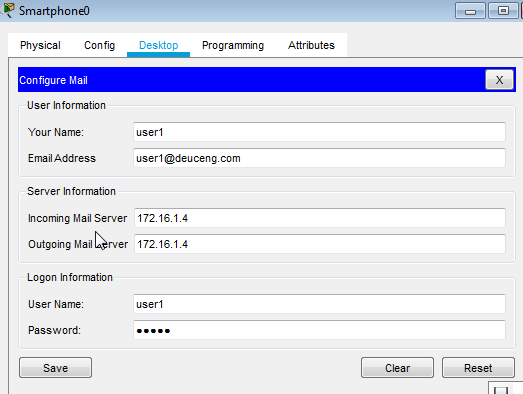 Smartphone0
Physical Config Desktop Programming Attributes
Configure Mail X
User Information
Your Name: user1
Email Address user1@deuceng.com
Server Information
Incoming Mail Server 172.16.1.4
Outgoing Mail Server 172.16.1.4
Logon Information
User Name: user1
Password: ●●●●●
Save Clear Reset